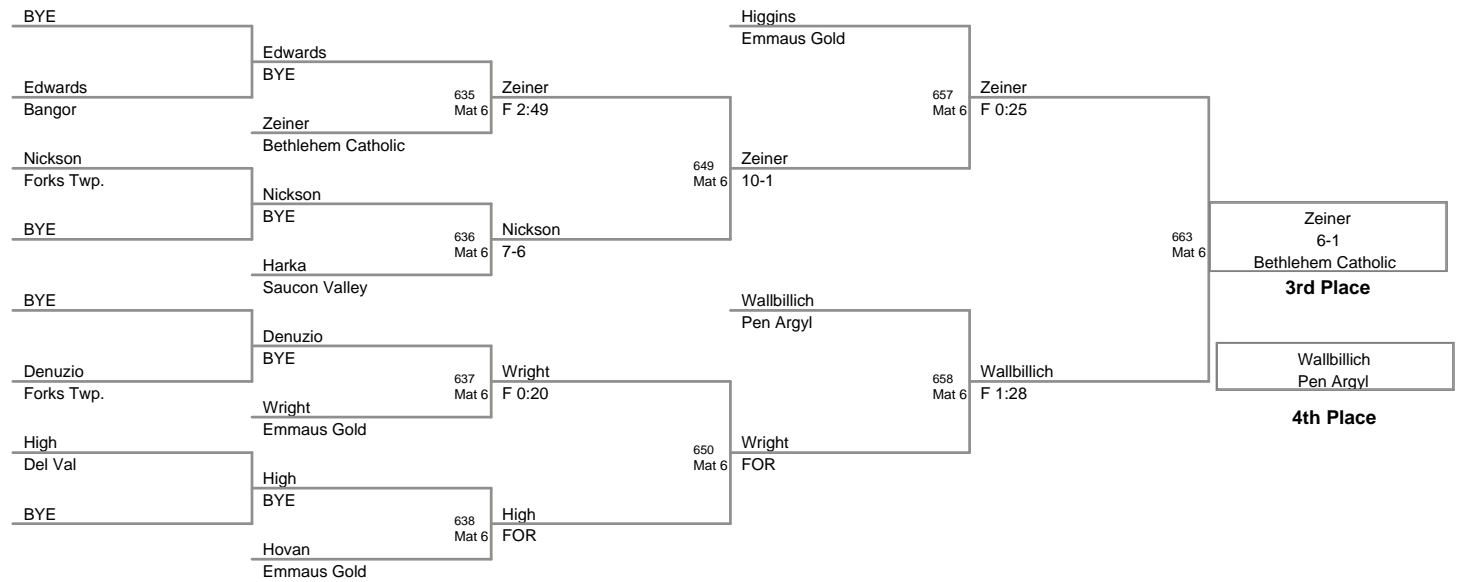 BYE
Edwards
Bangor
Nickson
Forks Twp.
BYE
BYE
Denuzio
Forks Twp.
High
Del Val
BYE
Edwards
BYE
Zeiner
Bethlehem Catholic
Nickson
BYE
Harka
Saucon Valley
Denuzio
BYE
Wright
Emmaus Gold
High
BYE
Hovan
Emmaus Gold
635
Mat 6
Zeiner
F 2:49
636
Mat 6
Nickson
7-6
637
Mat 6
Wright
F 0:20
638
Mat 6
High
FOR
Higgins
Emmaus Gold
649
Mat 6
Zeiner
10-1
Wallbillich
Pen Argyl
650
Mat 6
Wright
FOR
657
Mat 6
Zeiner
F 0:25
658
Mat 6
Wallbillich
F 1:28
663
Mat 6
Zeiner
6-1
Bethlehem Catholic
3rd Place
Wallbillich
Pen Argyl
4th Place